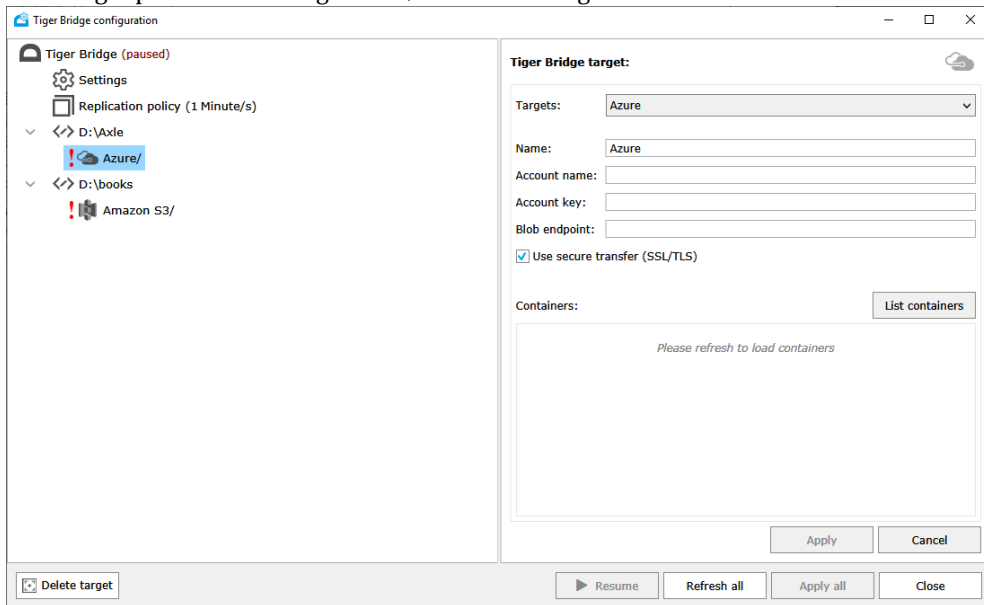 Tiger Bridge configuration
Tiger Bridge (paused)
Settings
Replication policy (1 Minute/s)
D:\Axle
Azure/
D:\books
Amazon S3/
Tiger Bridge target:
Targets: Azure
Name: Azure
Account name:
Account key:
Blob endpoint:
Use secure transfer (SSL/TLS)
Containers: List containers
Please refresh to load containers
Apply Cancel
Delete target Resume Refresh all Apply all Close